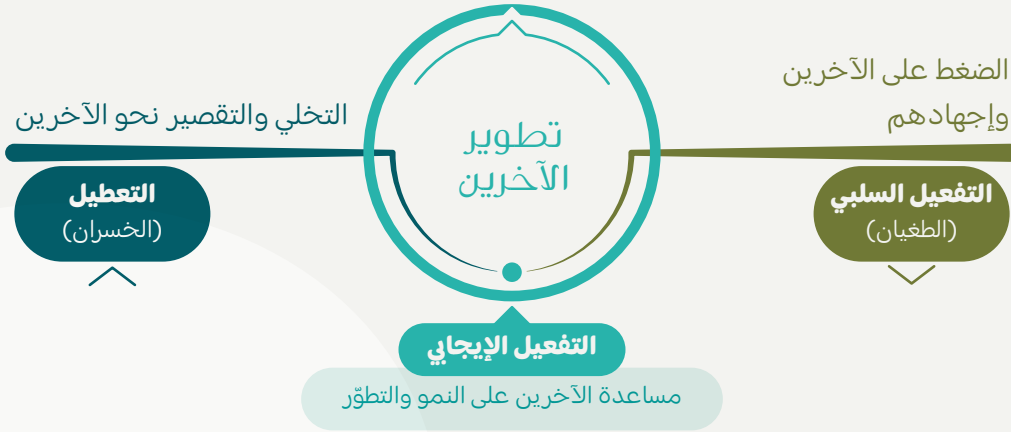 الضغط على الآخرين
وإجهادهم
التفعيل السلبي
(الطغيان)
تطوير
الآخرين
التخلي والتقصير نحو الآخرين
التعطيل
(الخسران)
التفعيل الإيجابي
مساعدة الآخرين على النمو والتطوّر